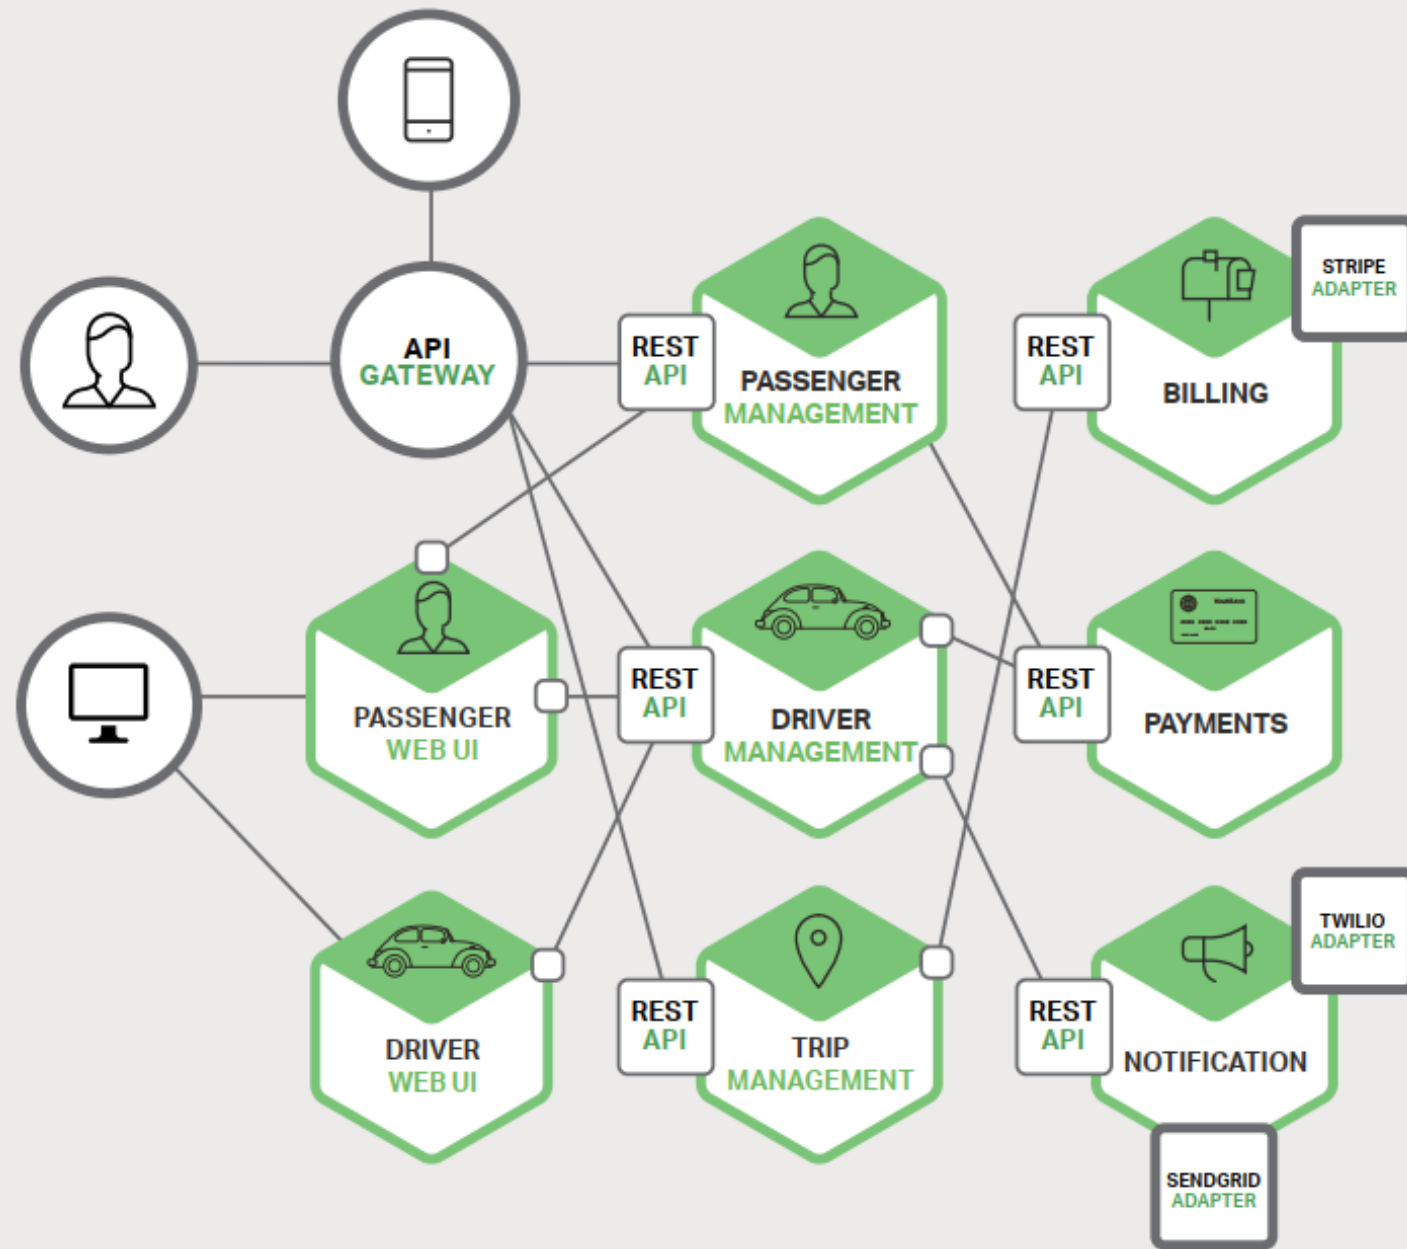 API
GATEWAY
REST
API
PASSENGER
MANAGEMENT
REST
API
BILLING
STRIPE
ADAPTER
PASSENGER
WEB UI
REST
API
DRIVER
MANAGEMENT
REST
API
PAYMENTS
DRIVER
WEB UI
REST
API
TRIP
MANAGEMENT
REST
API
NOTIFICATION
TWILIO
ADAPTER
SENDGRID
ADAPTER